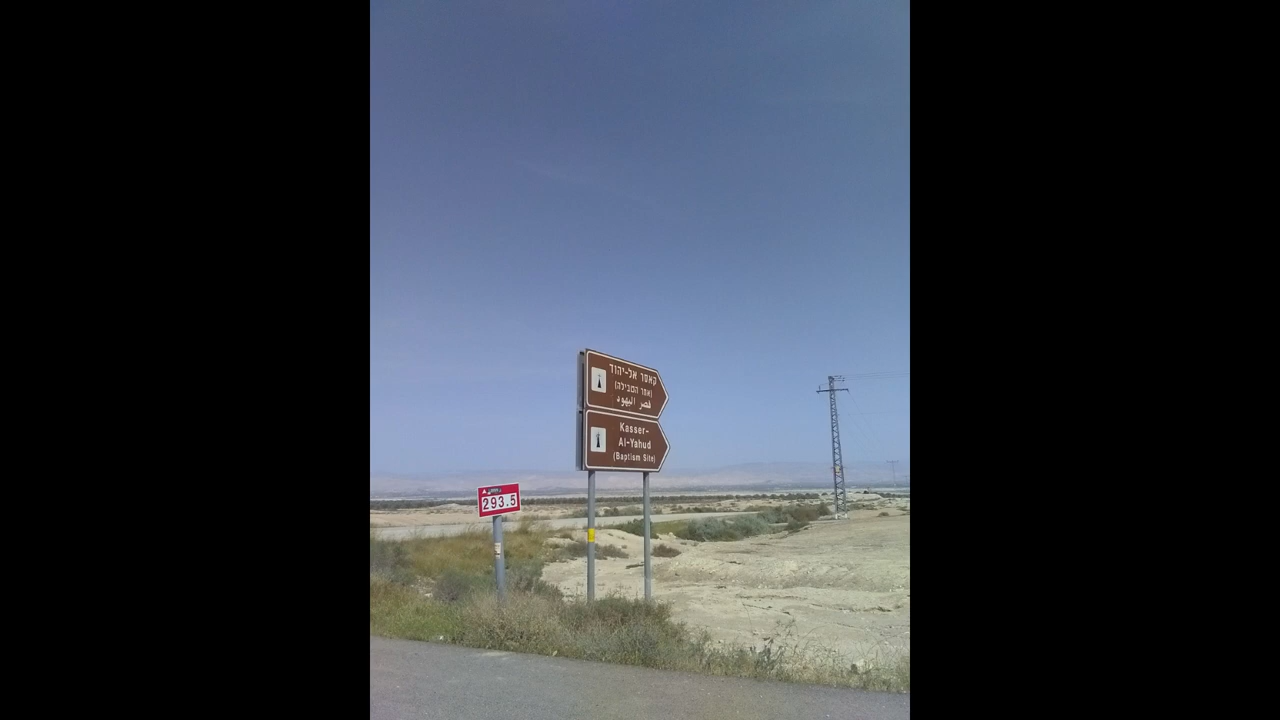 קאסר אל-יהוד
(אתר הטבילה)
قصر اليهود
Kasser-
Al-Yahud
(Baptism Site)
293.5